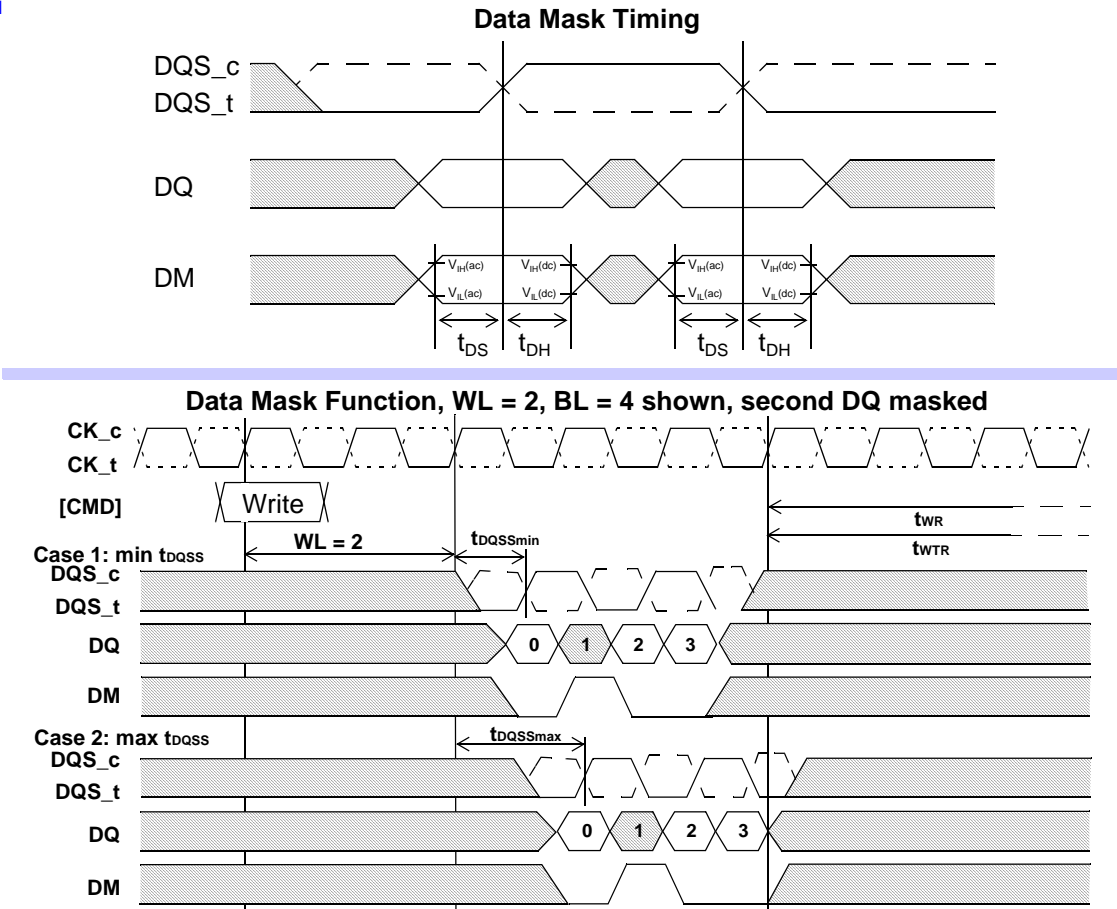 Data Mask Timing
DQS_c
DQS_t
DQ
DM
VIH(ac) VIH(dc) VIH(ac) VIH(dc)
VIL(ac) VIL(dc) VIL(ac) VIL(dc)
tDS tDH tDS tDH
Data Mask Function, WL = 2, BL = 4 shown, second DQ masked
CK_c
CK_t
[CMD] Write
tWR
WL = 2 tDQSSmin tWTR
Case 1: min tDQSS
DQS_c
DQS_t
DQ 0 1 2 3
DM
Case 2: max tDQSS tDQSSmax
DQS_c
DQS_t
DQ 0 1 2 3
DM